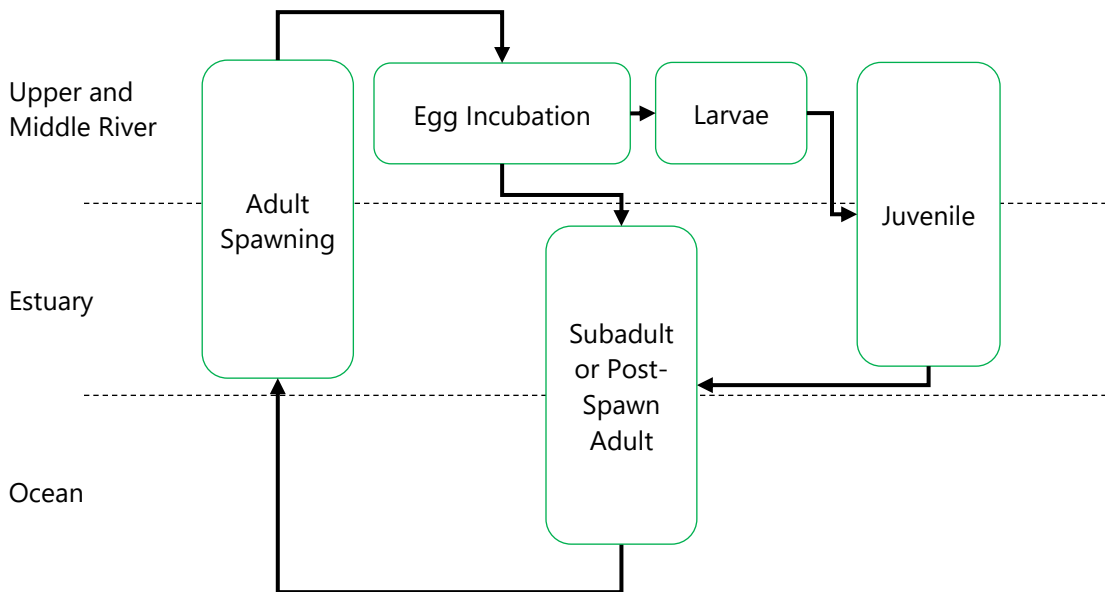 Upper and
Middle River
Egg Incubation
Larvae
Adult
Spawning
Juvenile
Estuary
Subadult
or Post-
Spawn
Adult
Ocean